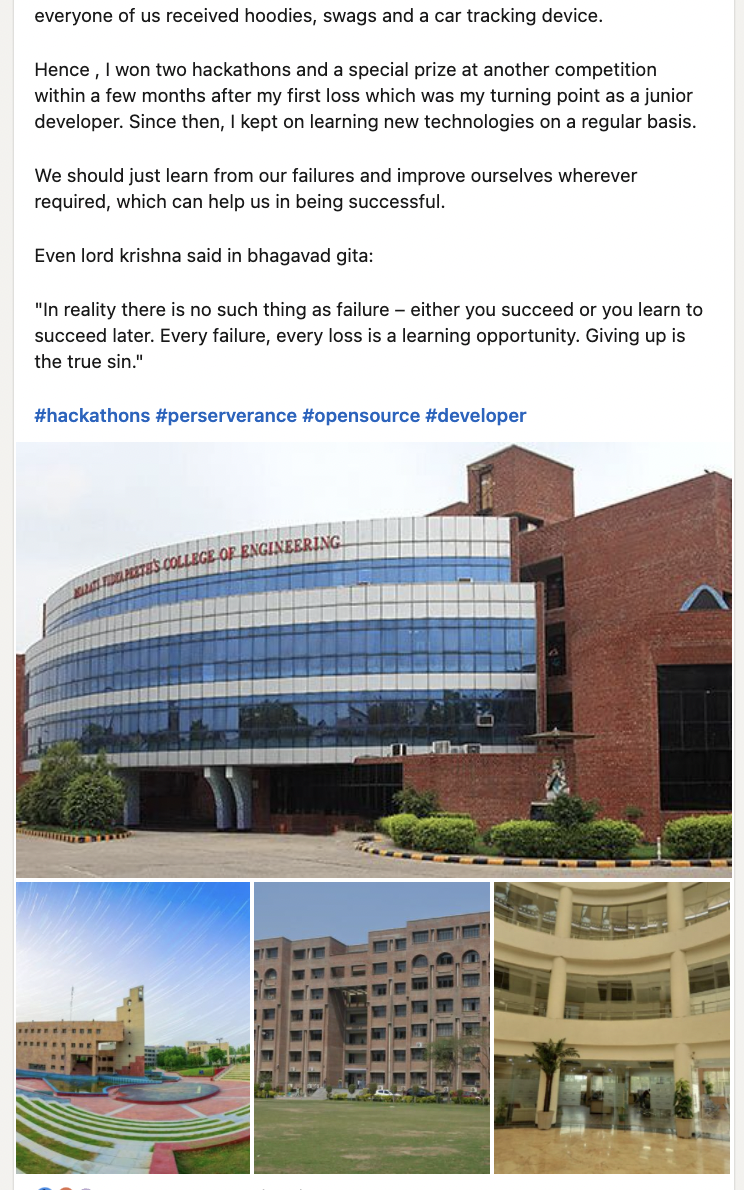 everyone of us received hoodies, swags and a car tracking device.
Hence , I won two hackathons and a special prize at another competition
within a few months after my first loss which was my turning point as a junior
developer. Since then, I kept on learning new technologies on a regular basis.
We should just learn from our failures and improve ourselves wherever
required, which can help us in being successful.
Even lord krishna said in bhagavad gita:
"In reality there is no such thing as failure – either you succeed or you learn to
succeed later. Every failure, every loss is a learning opportunity. Giving up is
the true sin."
#hackathons #perserverance #opensource #developer
BHARATI VIDYAPEETH'S COLLEGE OF ENGINEERING